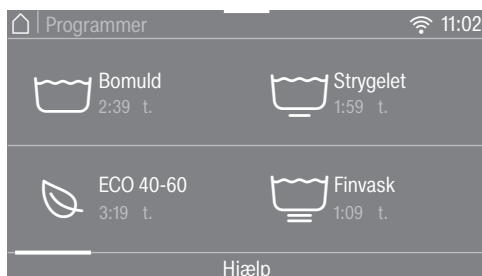 Programmer 11:02
Bomuld
2:39 t.
Strygelet
1:59 t.
ECO 40-60
3:19 t.
Finvask
1:09 t.
Hjælp